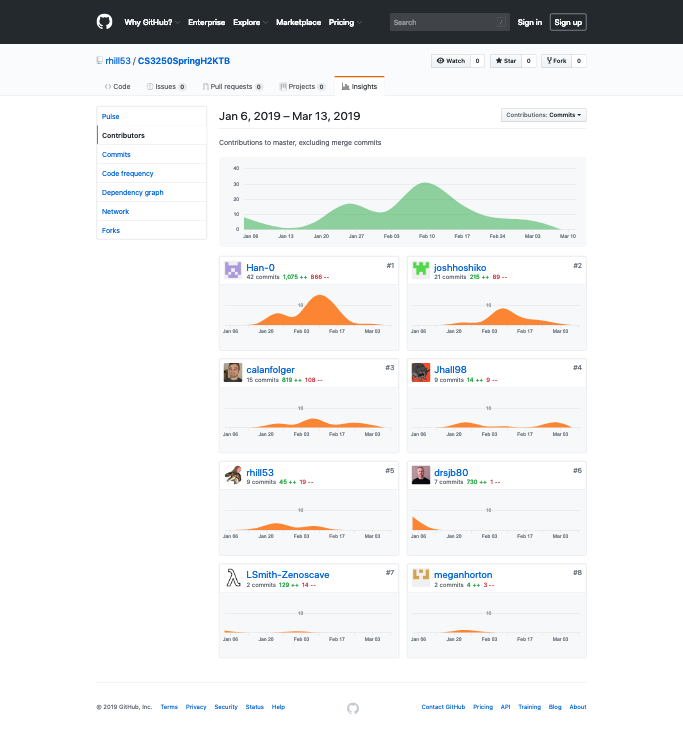 Why GitHub? Enterprise Explore Marketplace Pricing Search / Sign in Sign up
rhill53 / CS3250SpringH2KTB Watch 0 Star 0 Fork 0
Code Issues 0 Pull requests 0 Projects 0 Insights
Pulse
Contributors
Commits
Code frequency
Dependency graph
Network
Forks
Jan 6, 2019 – Mar 13, 2019 Contributions: Commits
Contributions to master, excluding merge commits
40
30
20
10
0
Jan 06 Jan 13 Jan 20 Jan 27 Feb 03 Feb 10 Feb 17 Feb 24 Mar 03 Mar 10
Han-0 #1
42 commits 1,075 ++ 866 --
10
Jan 06 Jan 20 Feb 03 Feb 17 Mar 03
joshhoshiko #2
21 commits 215 ++ 89 --
10
Jan 06 Jan 20 Feb 03 Feb 17 Mar 03
calanfolger #3
15 commits 819 ++ 108 --
10
Jan 06 Jan 20 Feb 03 Feb 17 Mar 03
Jhall98 #4
9 commits 14 ++ 9 --
10
Jan 06 Jan 20 Feb 03 Feb 17 Mar 03
rhill53 #5
9 commits 45 ++ 19 --
10
Jan 06 Jan 20 Feb 03 Feb 17 Mar 03
drsjb80 #6
7 commits 730 ++ 1 --
10
Jan 06 Jan 20 Feb 03 Feb 17 Mar 03
LSmith-Zenoscave #7
2 commits 129 ++ 14 --
10
Jan 06 Jan 20 Feb 03 Feb 17 Mar 03
meganhorton #8
2 commits 4 ++ 3 --
10
Jan 06 Jan 20 Feb 03 Feb 17 Mar 03
© 2019 GitHub, Inc. Terms Privacy Security Status Help Contact GitHub Pricing API Training Blog About